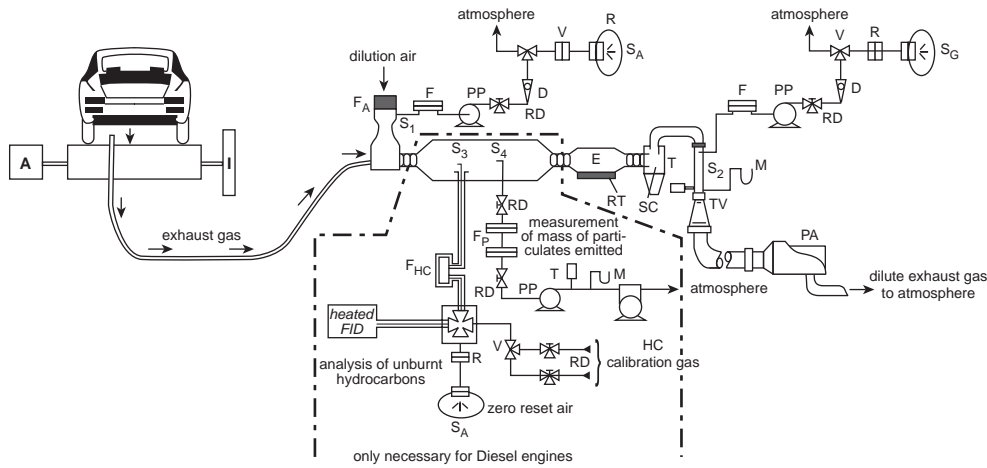 atmosphere
V
R
S_A
dilution air
F_A
F
PP
D
RD
S_1
atmosphere
V
R
S_G
F
PP
D
RD
A
I
S_3
S_4
E
RT
T
SC
S_2
M
TV
exhaust gas
RD
measurement
of mass of parti-
culates emitted
F_P
F_HC
RD
PP
T
M
atmosphere
PA
dilute exhaust gas
to atmosphere
heated
FID
V
RD
HC
calibration gas
analysis of unburnt
hydrocarbons
R
zero reset air
S_A
only necessary for Diesel engines